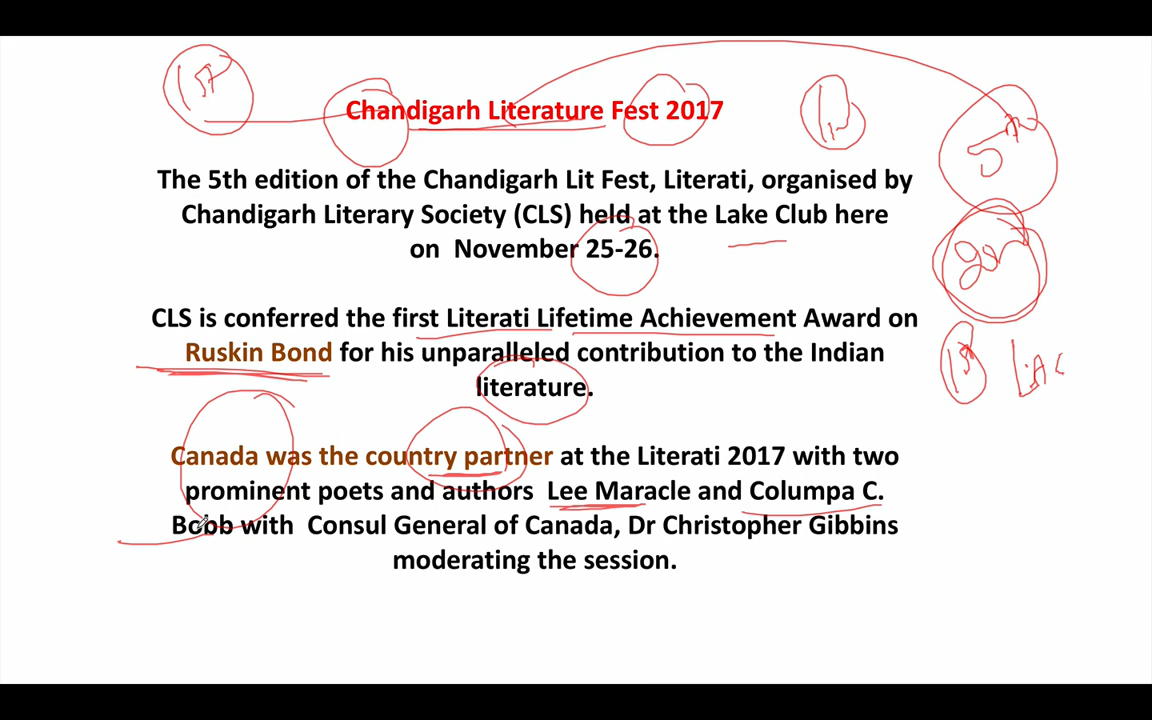 1st
Chandigarh Literature Fest 2017
5th
The 5th edition of the Chandigarh Lit Fest, Literati, organised by
Chandigarh Literary Society (CLS) held at the Lake Club here
on November 25-26.
CLS is conferred the first Literati Lifetime Achievement Award on
Ruskin Bond for his unparalleled contribution to the Indian
1st
literature.
Canada was the country partner at the Literati 2017 with two
prominent poets and authors Lee Maracle and Columpa C.
Bobb with Consul General of Canada, Dr Christopher Gibbins
moderating the session.